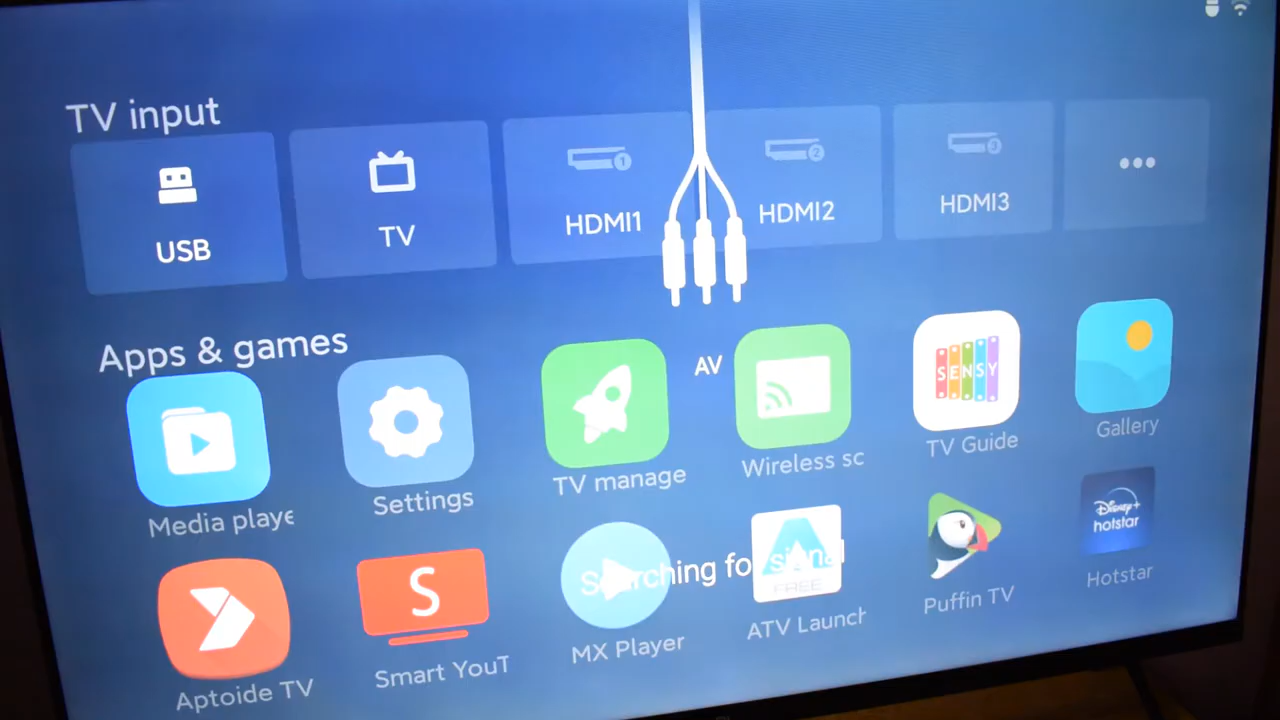 TV input
USB
TV
HDMI1
HDMI2
HDMI3
Apps & games
AV
SENSY
Media playe
Settings
TV manage
Wireless sc
TV Guide
Gallery
Searching for signal
S
FREE
Disney+
hotstar
Aptoide TV
Smart YouT
MX Player
ATV Launch
Puffin TV
Hotstar